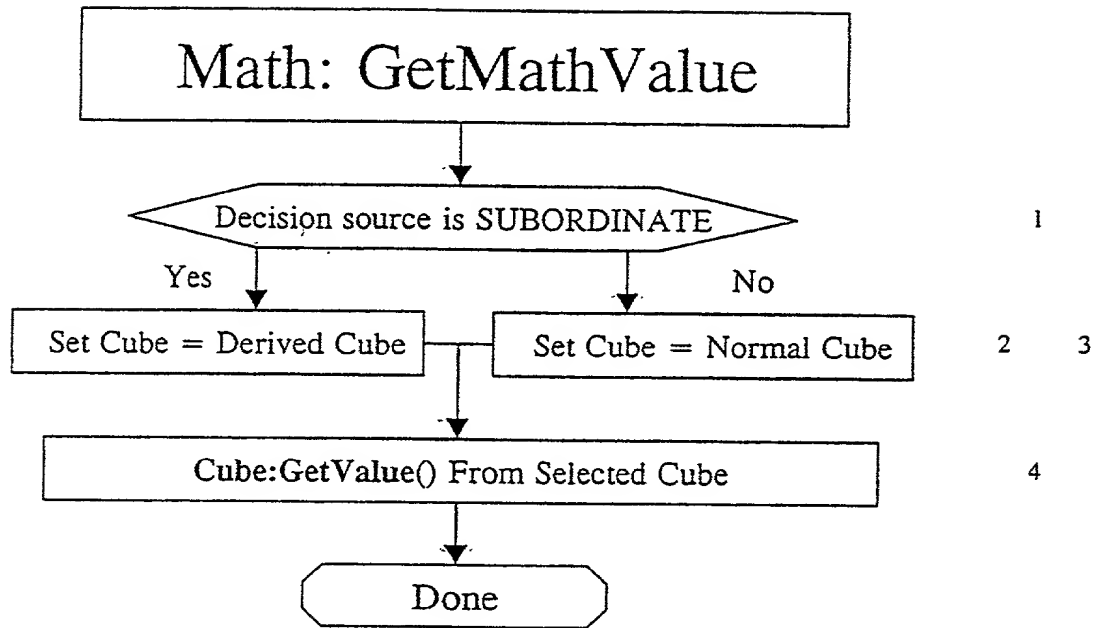 Math: GetMathValue
Decision source is SUBORDINATE 1
Yes No
Set Cube = Derived Cube Set Cube = Normal Cube 2 3
Cube:GetValue() From Selected Cube 4
Done